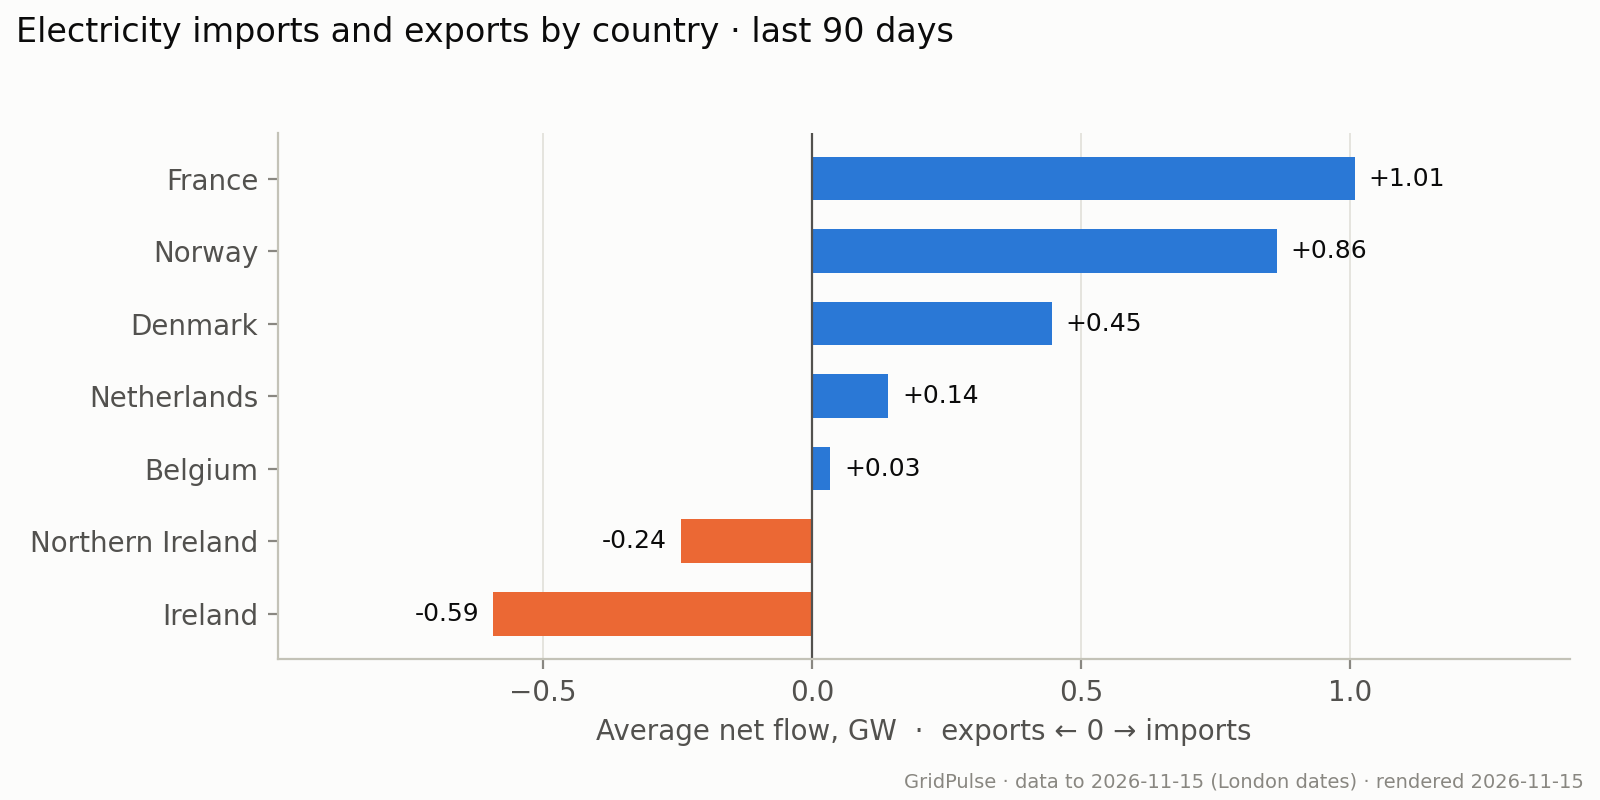 Electricity imports and exports by country · last 90 days
France
+1.01
Norway
+0.86
Denmark
+0.45
Netherlands
+0.14
Belgium
+0.03
Northern Ireland
-0.24
Ireland
-0.59
−0.5
0.0
0.5
1.0
Average net flow, GW · exports ← 0 → imports
GridPulse · data to 2026-11-15 (London dates) · rendered 2026-11-15